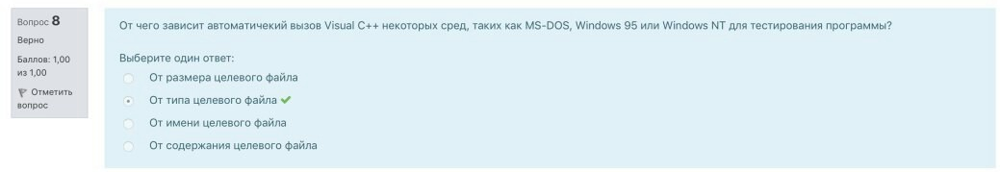 Вопрос 8
Верно
Баллов: 1,00
из 1,00
Отметить
вопрос
От чего зависит автоматичекий вызов Visual C++ некоторых сред, таких как MS-DOS, Windows 95 или Windows NT для тестирования программы?
Выберите один ответ:
От размера целевого файла
От типа целевого файла
От имени целевого файла
От содержания целевого файла